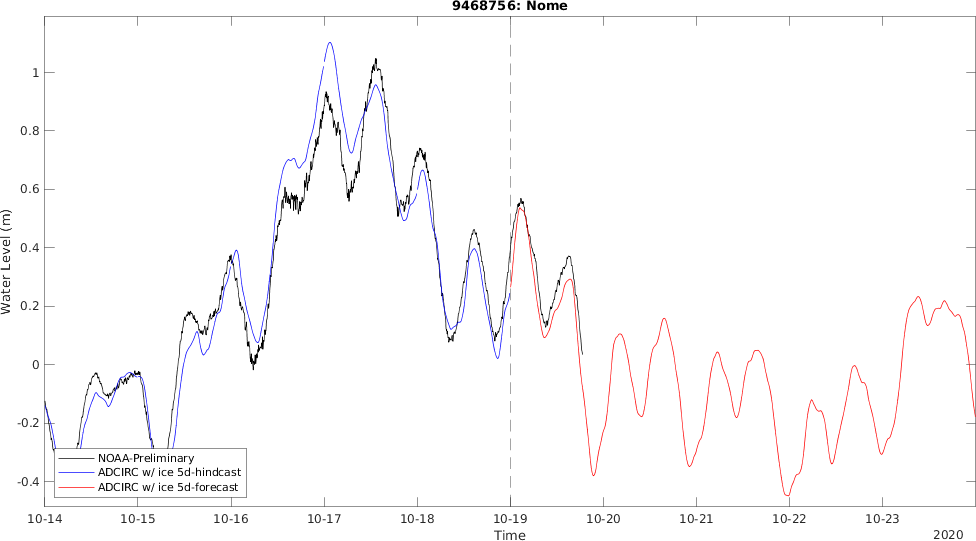 9468756: Nome
Water Level (m)
1
0.8
0.6
0.4
0.2
0
-0.2
-0.4
NOAA-Preliminary
ADCIRC w/ ice 5d-hindcast
ADCIRC w/ ice 5d-forecast
10-14 10-15 10-16 10-17 10-18 10-19 10-20 10-21 10-22 10-23
Time
2020